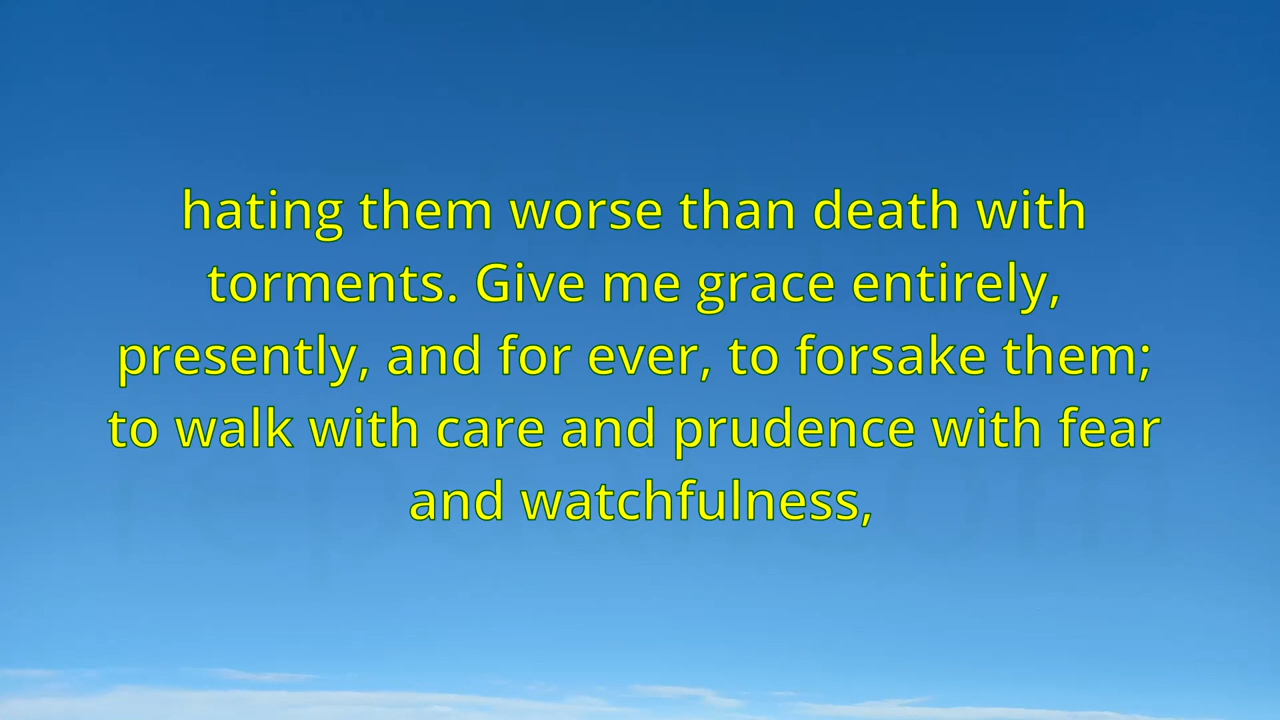 hating them worse than death with
torments. Give me grace entirely,
presently, and for ever, to forsake them;
to walk with care and prudence with fear
and watchfulness,